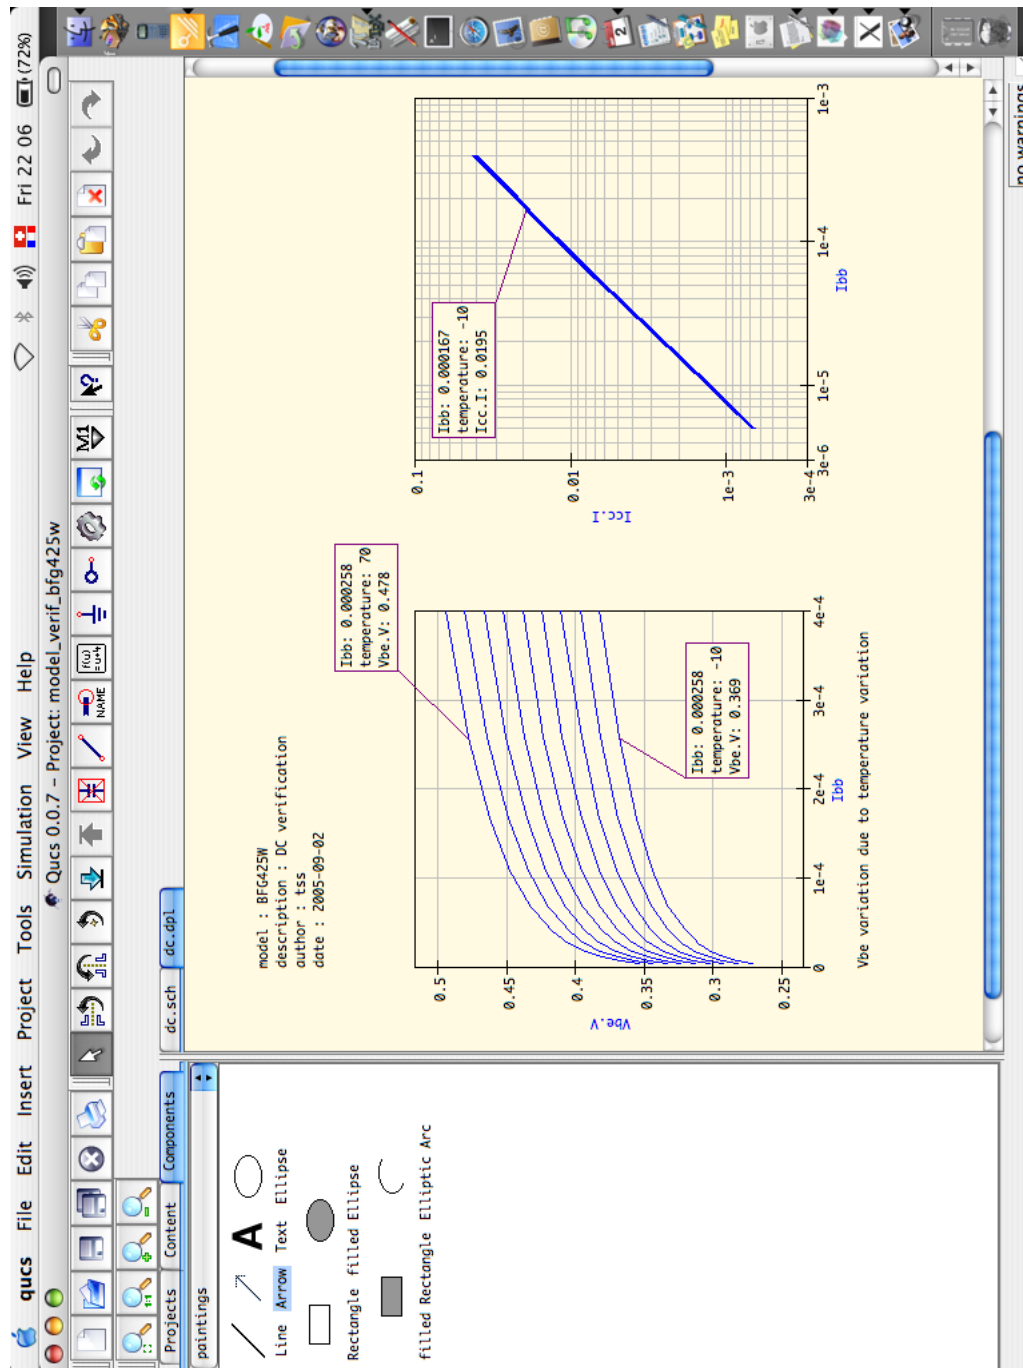 qucs File Edit Insert Project Tools Simulation View Help
(72%) Fri 22 06
Qucs 0.0.7 – Project: model_verif_bfg425w
1:1
NAME
f(ω)
=u+4
M1
?
Projects Content Components
paintings
Line Arrow Text Ellipse
Rectangle filled Ellipse
filled Rectangle Elliptic Arc
dc.sch dc.dpl
model : BFG425W
description : DC verification
author : tss
date : 2005-09-02
Ibb: 0.000258
temperature: 70
Vbe.V: 0.478
Ibb: 0.000258
temperature: -10
Vbe.V: 0.369
0.5
0.45
0.4
0.35
0.3
0.25
Vbe.V
0 1e-4 2e-4 3e-4 4e-4
Ibb
Vbe variation due to temperature variation
Ibb: 0.000167
temperature: -10
Icc.I: 0.0195
0.1
0.01
1e-3
3e-4
Icc.I
3e-6 1e-5 1e-4 1e-3
Ibb
no warnings
2